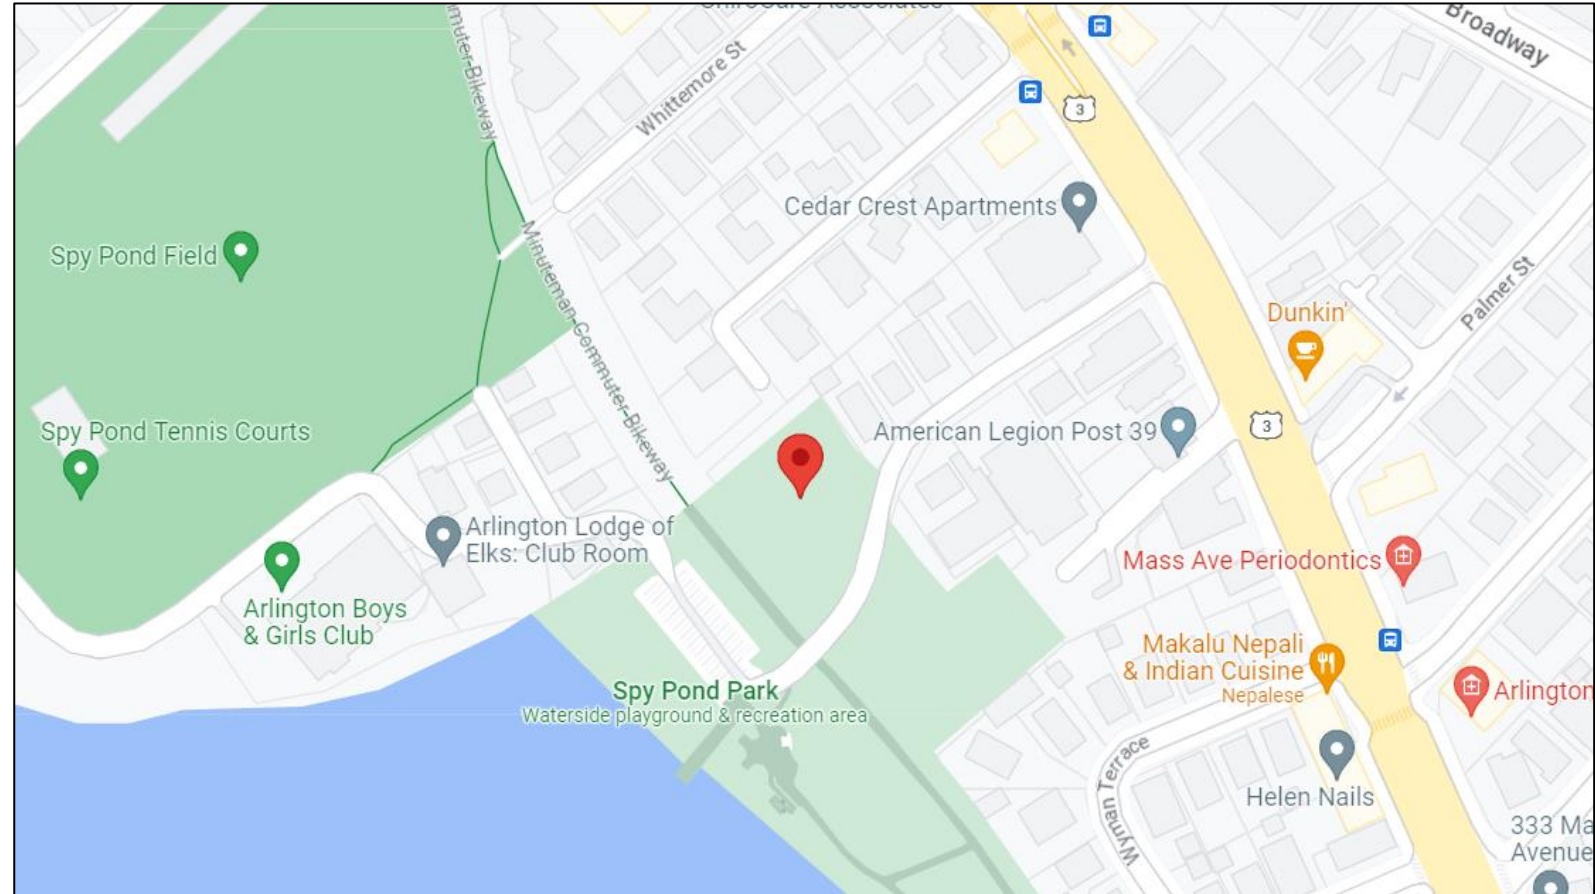 Broadway
muter Bikeway
Whittemore St
3
Cedar Crest Apartments
Spy Pond Field
Minuteman Commuter Bikeway
Palmer St
Dunkin'
Spy Pond Tennis Courts
American Legion Post 39
3
Arlington Lodge of
Elks: Club Room
Mass Ave Periodontics
Arlington Boys
& Girls Club
Makalu Nepali
& Indian Cuisine
Nepalese
Spy Pond Park
Waterside playground & recreation area
Arlington
Wyman Terrace
Helen Nails
333 Ma
Avenue